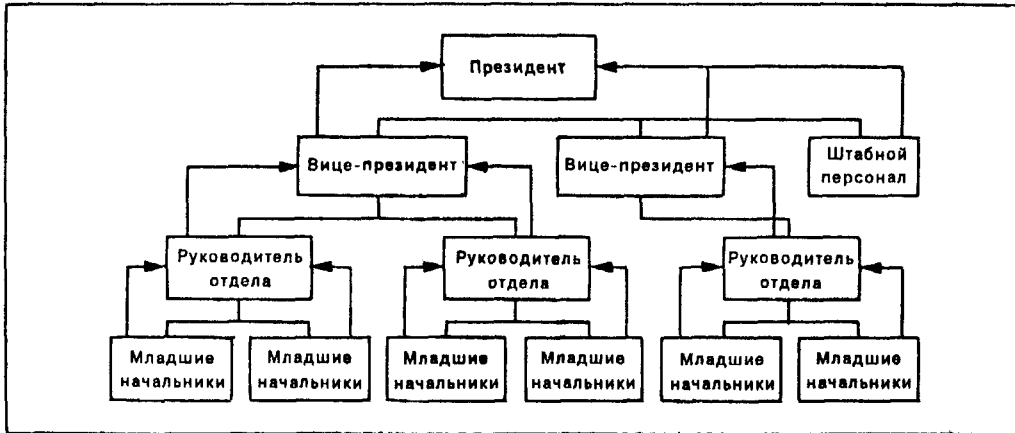 Президент
Вице-президент
Вице-президент
Штабной
персонал
Руководитель
отдела
Руководитель
отдела
Руководитель
отдела
Младшие
начальники
Младшие
начальники
Младшие
начальники
Младшие
начальники
Младшие
начальники
Младшие
начальники